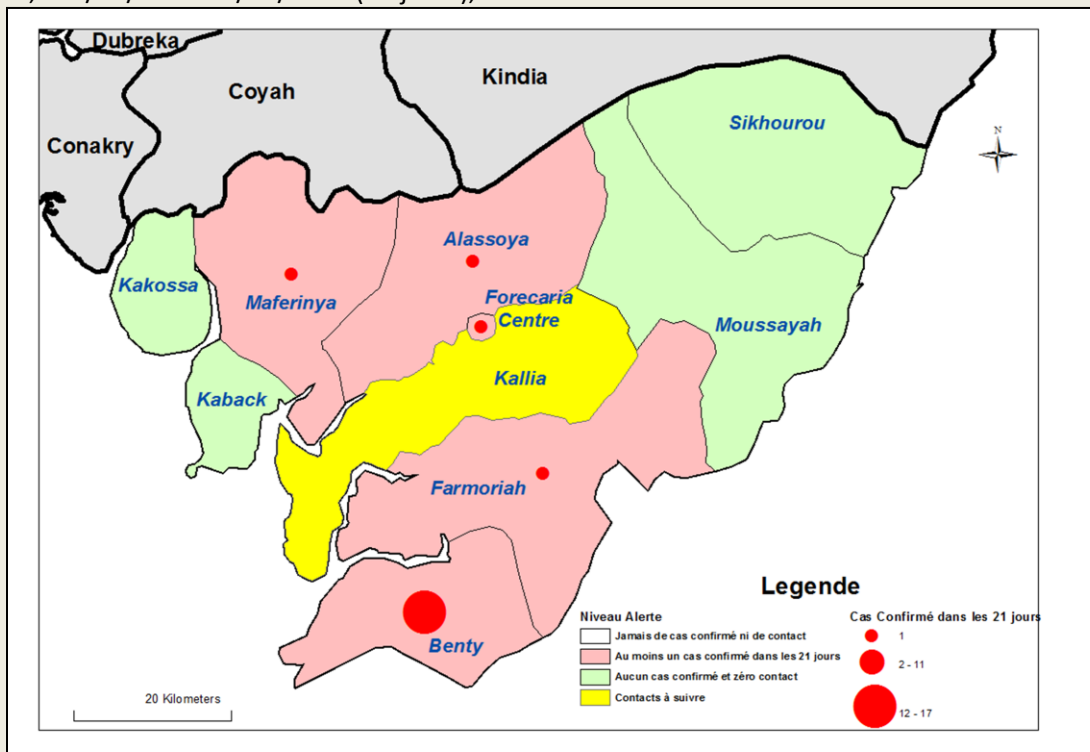 Dubreka
Coyah
Kindia
Conakry
Sikhourou
N
Alassoya
Kakossa
Maferinya
Forecaria
Centre
Moussayah
Kallia
Kaback
Farmoriah
Benty
Legende
Niveau Alerte
Jamais de cas confirmé ni de contact
Au moins un cas confirmé dans les 21 jours
Aucun cas confirmé et zéro contact
Contacts à suivre
Cas Confirmé dans les 21 jours
1
2 - 11
12 - 17
20 Kilometers